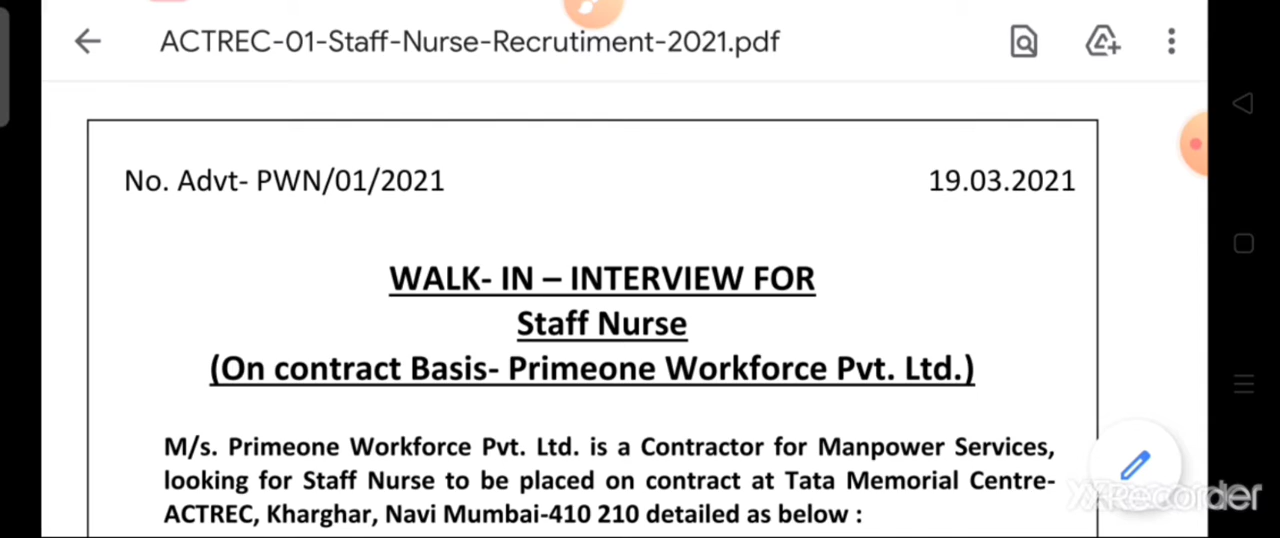 ACTREC-01-Staff-Nurse-Recrutiment-2021.pdf
No. Advt- PWN/01/2021 19.03.2021
WALK- IN – INTERVIEW FOR
Staff Nurse
(On contract Basis- Primeone Workforce Pvt. Ltd.)
M/s. Primeone Workforce Pvt. Ltd. is a Contractor for Manpower Services,
looking for Staff Nurse to be placed on contract at Tata Memorial Centre-
ACTREC, Kharghar, Navi Mumbai-410 210 detailed as below :
XXRecorder